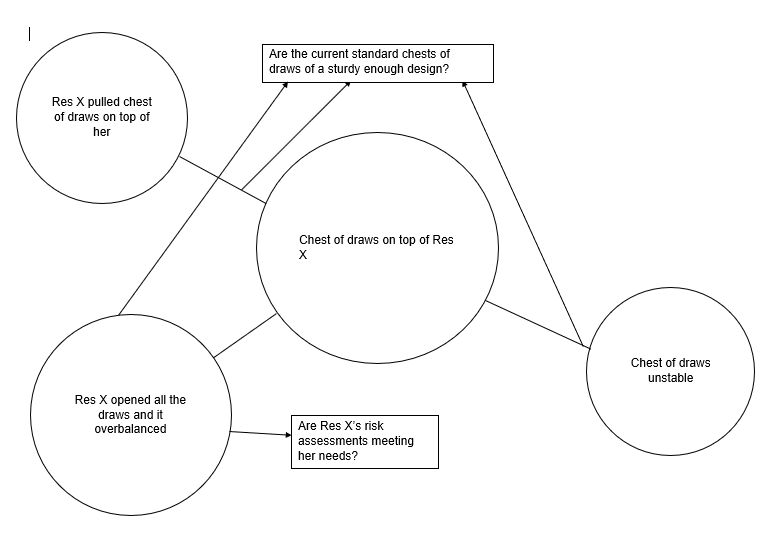 Are the current standard chests of
draws of a sturdy enough design?
Res X pulled chest
of draws on top of
her
Chest of draws on top of Res
X
Chest of draws
unstable
Res X opened all the
draws and it
overbalanced
Are Res X's risk
assessments meeting
her needs?